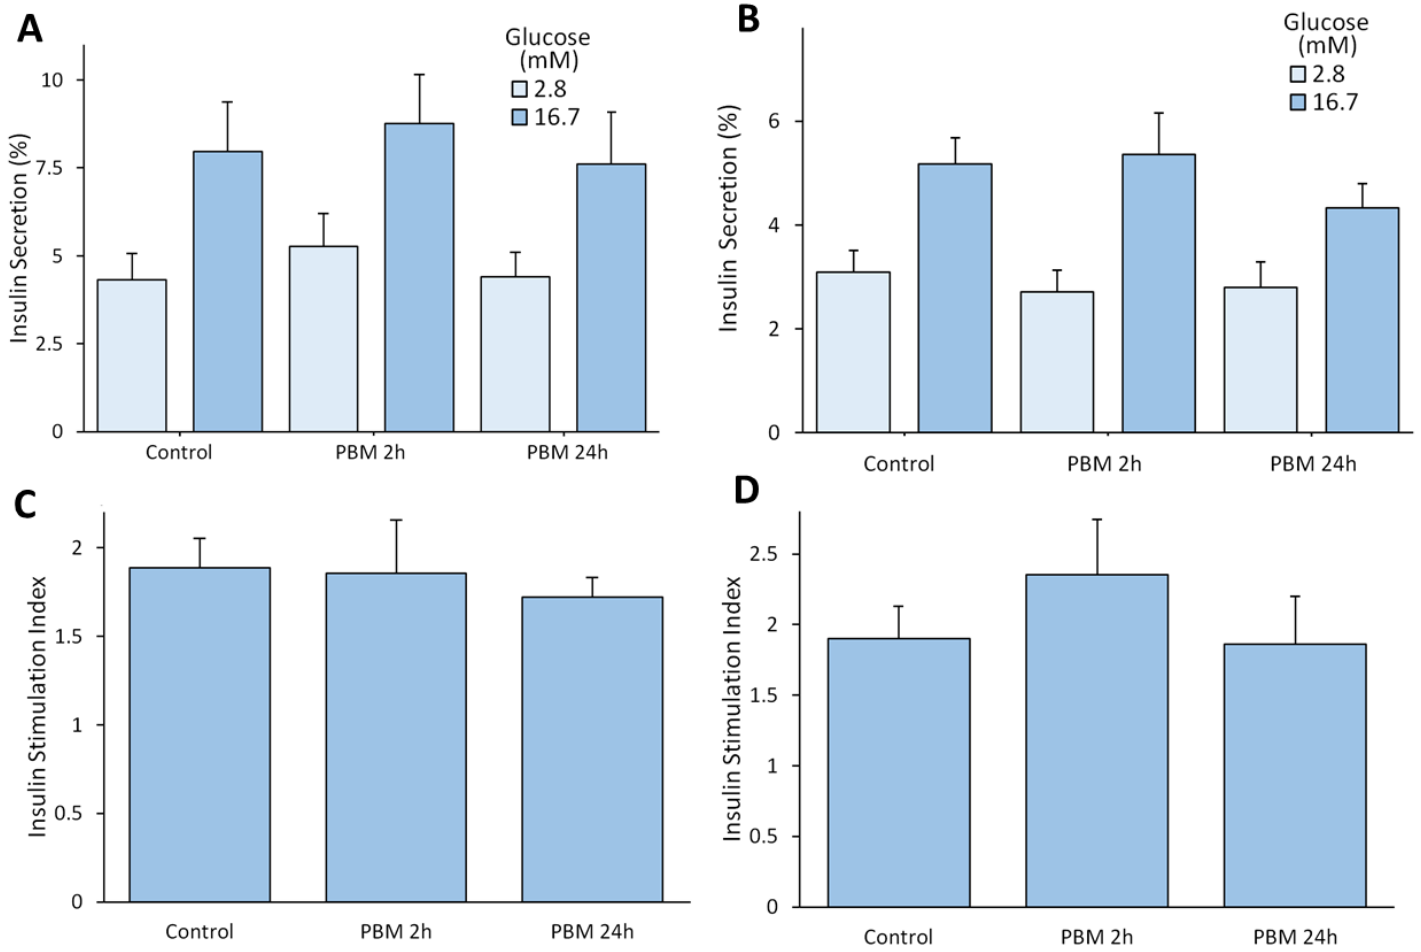 A
Glucose
(mM)
2.8
16.7
Insulin Secretion (%)
10
7.5
5
2.5
0
Control
PBM 2h
PBM 24h
B
Glucose
(mM)
2.8
16.7
Insulin Secretion (%)
6
4
2
0
Control
PBM 2h
PBM 24h
C
Insulin Stimulation Index
2
1.5
1
0.5
0
Control
PBM 2h
PBM 24h
D
Insulin Stimulation Index
2.5
2
1.5
1
0.5
0
Control
PBM 2h
PBM 24h